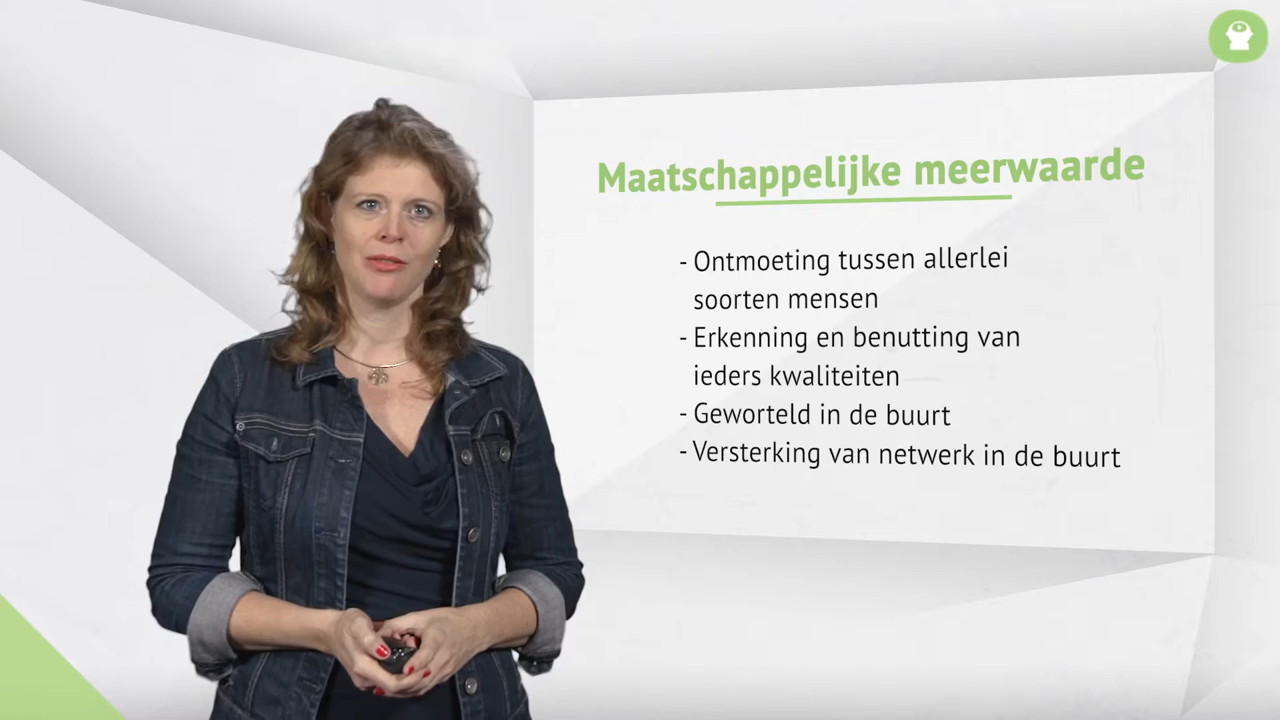 Maatschappelijke meerwaarde
- Ontmoeting tussen allerlei
soorten mensen
- Erkenning en benutting van
ieders kwaliteiten
- Geworteld in de buurt
- Versterking van netwerk in de buurt